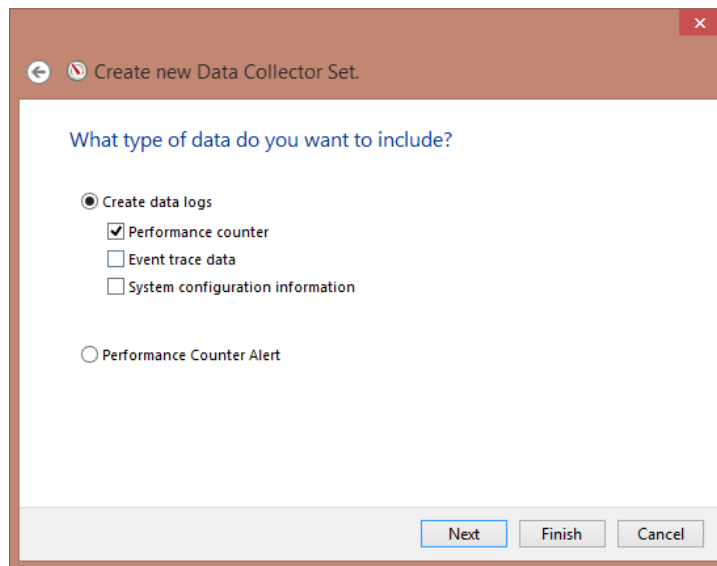 Create new Data Collector Set.
What type of data do you want to include?
Create data logs
Performance counter
Event trace data
System configuration information
Performance Counter Alert
Next Finish Cancel